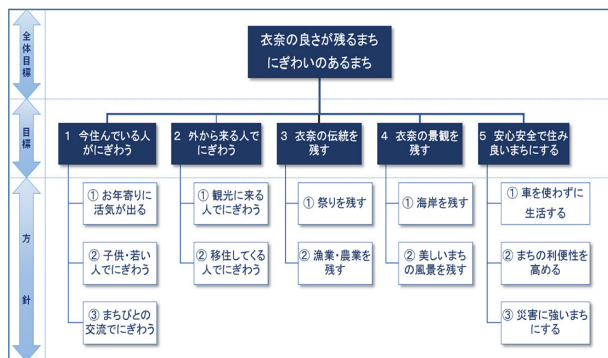 全体目標
衣奈の良さが残るまち
にぎわいのあるまち
目標
1 今住んでいる人
がにぎわう
2 外から来る人で
にぎわう
3 衣奈の伝統を
残す
4 衣奈の景観を
残す
5 安心安全で住み
良いまちにする
方針
① お年寄りに
活気が出る
② 子供・若い
人でにぎわう
③ まちびとの
交流でにぎわう
① 観光に来る
人でにぎわう
② 移住してくる
人でにぎわう
① 祭りを残す
② 漁業・農業を
残す
① 海岸を残す
② 美しいまち
の風景を残す
① 車を使わずに
生活する
② まちの利便性を
高める
③ 災害に強いまち
にする